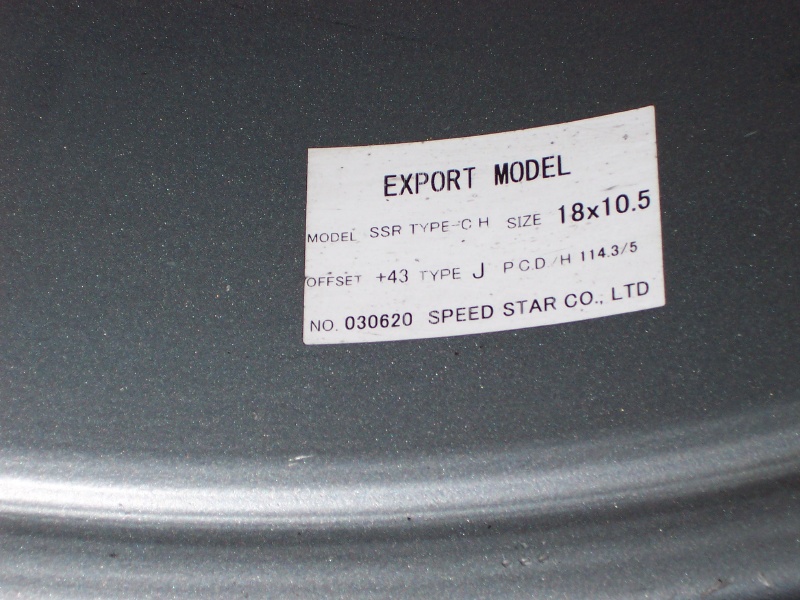 EXPORT MODEL
MODEL SSR TYPE-C H SIZE 18x10.5
OFFSET +43 TYPE J P.C.D./H 114.3/5
NO. 030620 SPEED STAR CO., LTD